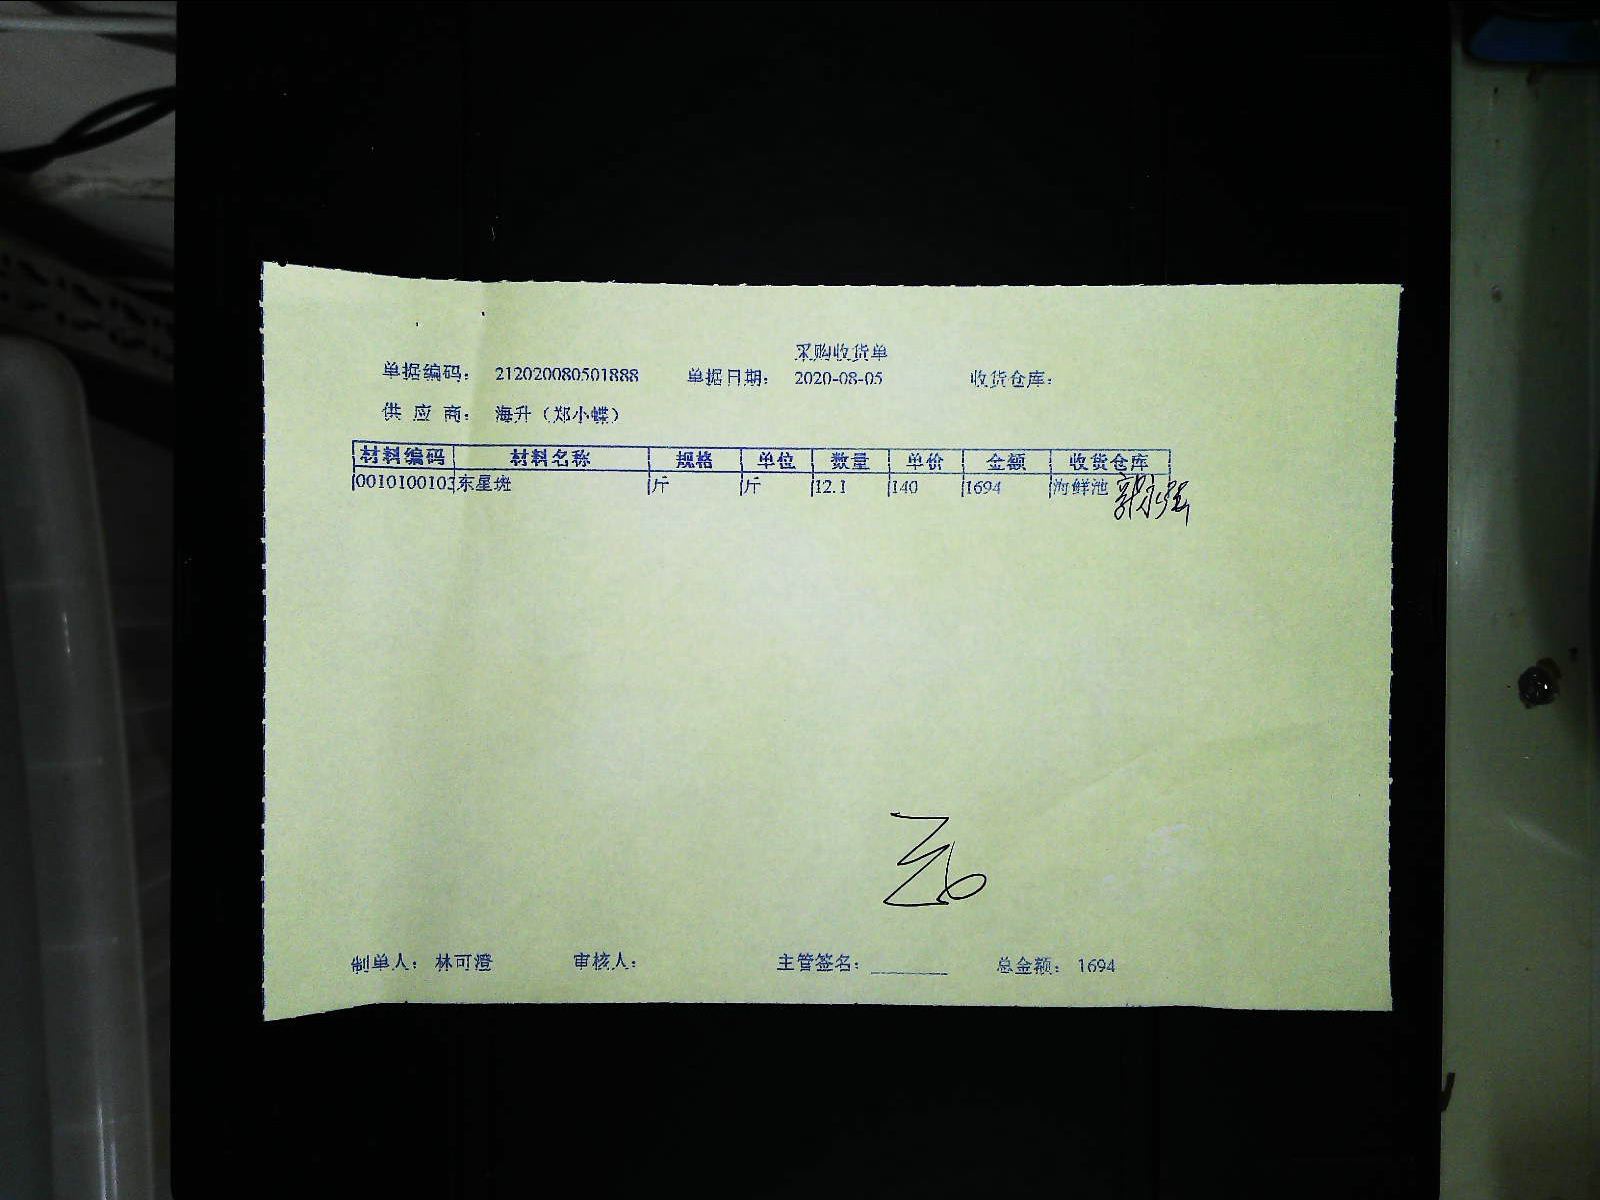 采购收货单
单据编码： 212020080501888 单据日期： 2020-08-05 收货仓库：
供 应 商： 海升（郑小蝶）
材料编码 材料名称 规格 单位 数量 单价 金额 收货仓库
0010100103 东星斑 斤 斤 12.1 140 1694 海鲜池
制单人： 林可澄 审核人： 主管签名： 总金额： 1694